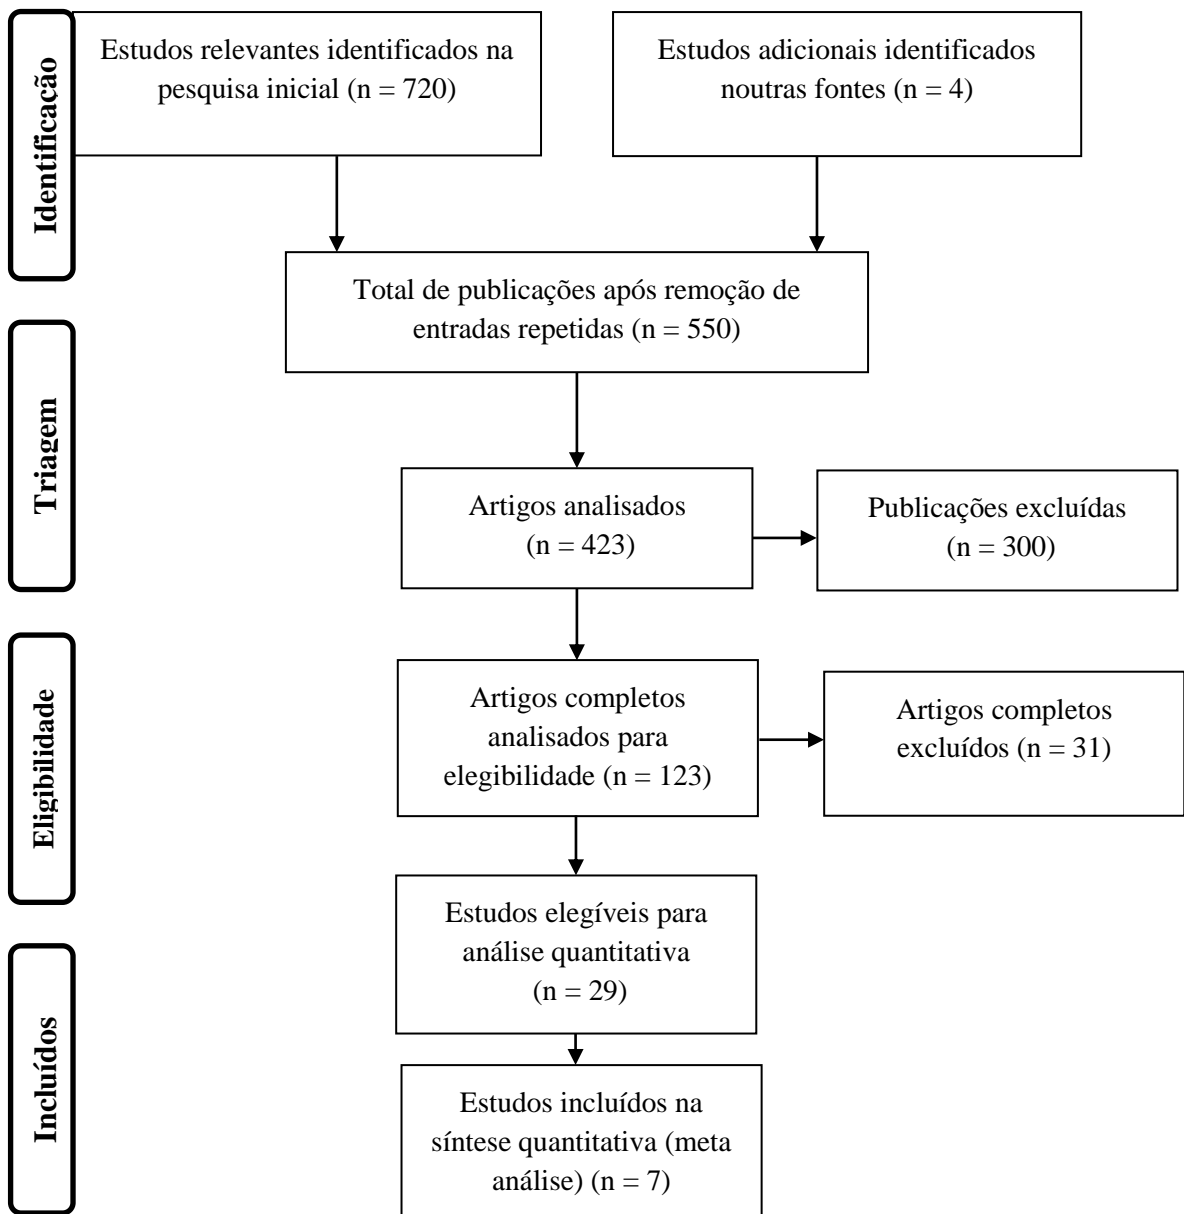 Identificação
Estudos relevantes identificados na
pesquisa inicial (n = 720)
Estudos adicionais identificados
noutras fontes (n = 4)
Total de publicações após remoção de
entradas repetidas (n = 550)
Triagem
Artigos analisados
(n = 423)
Publicações excluídas
(n = 300)
Eligibilidade
Artigos completos
analisados para
elegibilidade (n = 123)
Artigos completos
excluídos (n = 31)
Estudos elegíveis para
análise quantitativa
(n = 29)
Incluídos
Estudos incluídos na
síntese quantitativa (meta
análise) (n = 7)